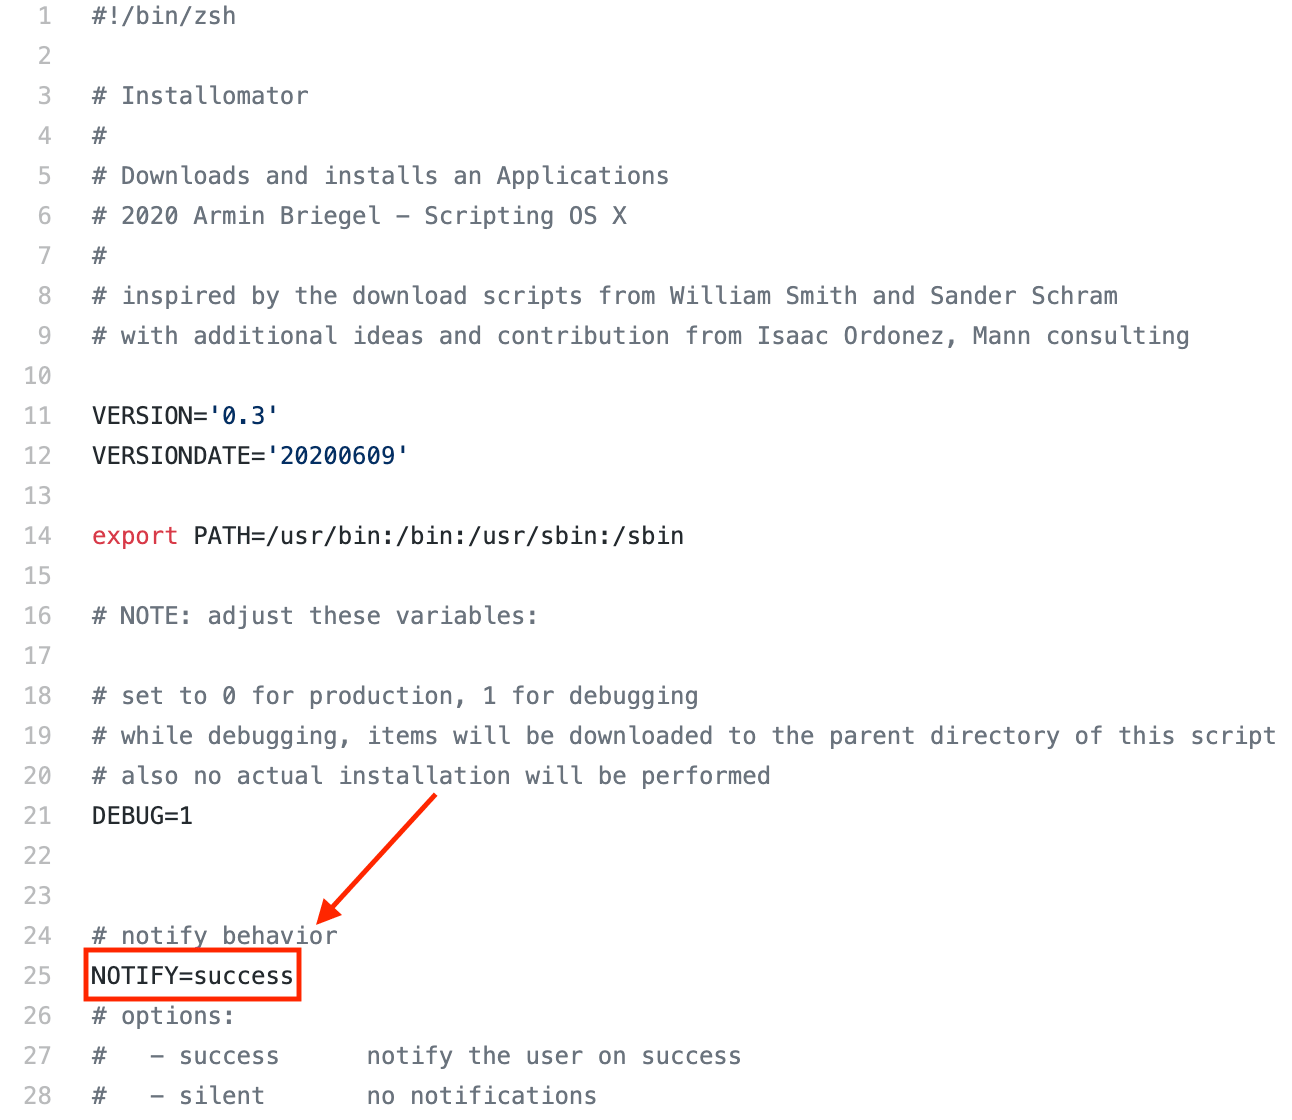 1 #!/bin/zsh
2
3 # Installomator
4 #
5 # Downloads and installs an Applications
6 # 2020 Armin Briegel – Scripting OS X
7 #
8 # inspired by the download scripts from William Smith and Sander Schram
9 # with additional ideas and contribution from Isaac Ordonez, Mann consulting
10
11 VERSION='0.3'
12 VERSIONDATE='20200609'
13
14 export PATH=/usr/bin:/bin:/usr/sbin:/sbin
15
16 # NOTE: adjust these variables:
17
18 # set to 0 for production, 1 for debugging
19 # while debugging, items will be downloaded to the parent directory of this script
20 # also no actual installation will be performed
21 DEBUG=1
22
23
24 # notify behavior
25 NOTIFY=success
26 # options:
27 #   – success      notify the user on success
28 #   – silent       no notifications